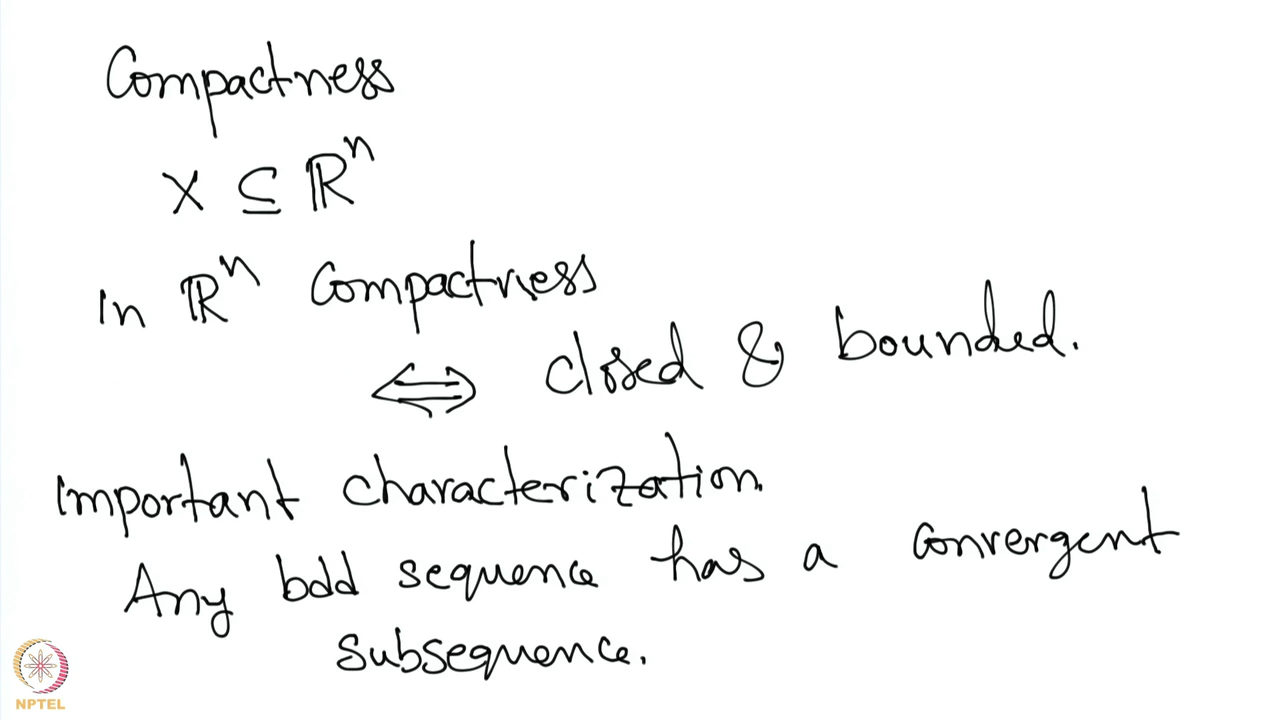 Compactness
X ⊆ ℝⁿ
In ℝⁿ Compactness
⟺ closed & bounded.
Important characterization.
Any bdd sequence has a convergent
subsequence.
NPTEL